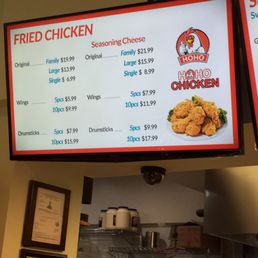 FRIED CHICKEN
Seasoning Cheese
Original ...... Family $19.99 Original ...... Family $21.99
Large $13.99 Large $15.99
Single $ 6.99 Single $ 8.99
Wings ...... 5pcs $5.99 Wings ...... 5pcs $7.99
10pcs $9.99 10pcs $11.99
Drumsticks ...... 5pcs $7.99 Drumsticks ...... 5pcs $9.99
10pcs $15.99 10pcs $17.99
HOHO
HOHO
CHICKEN